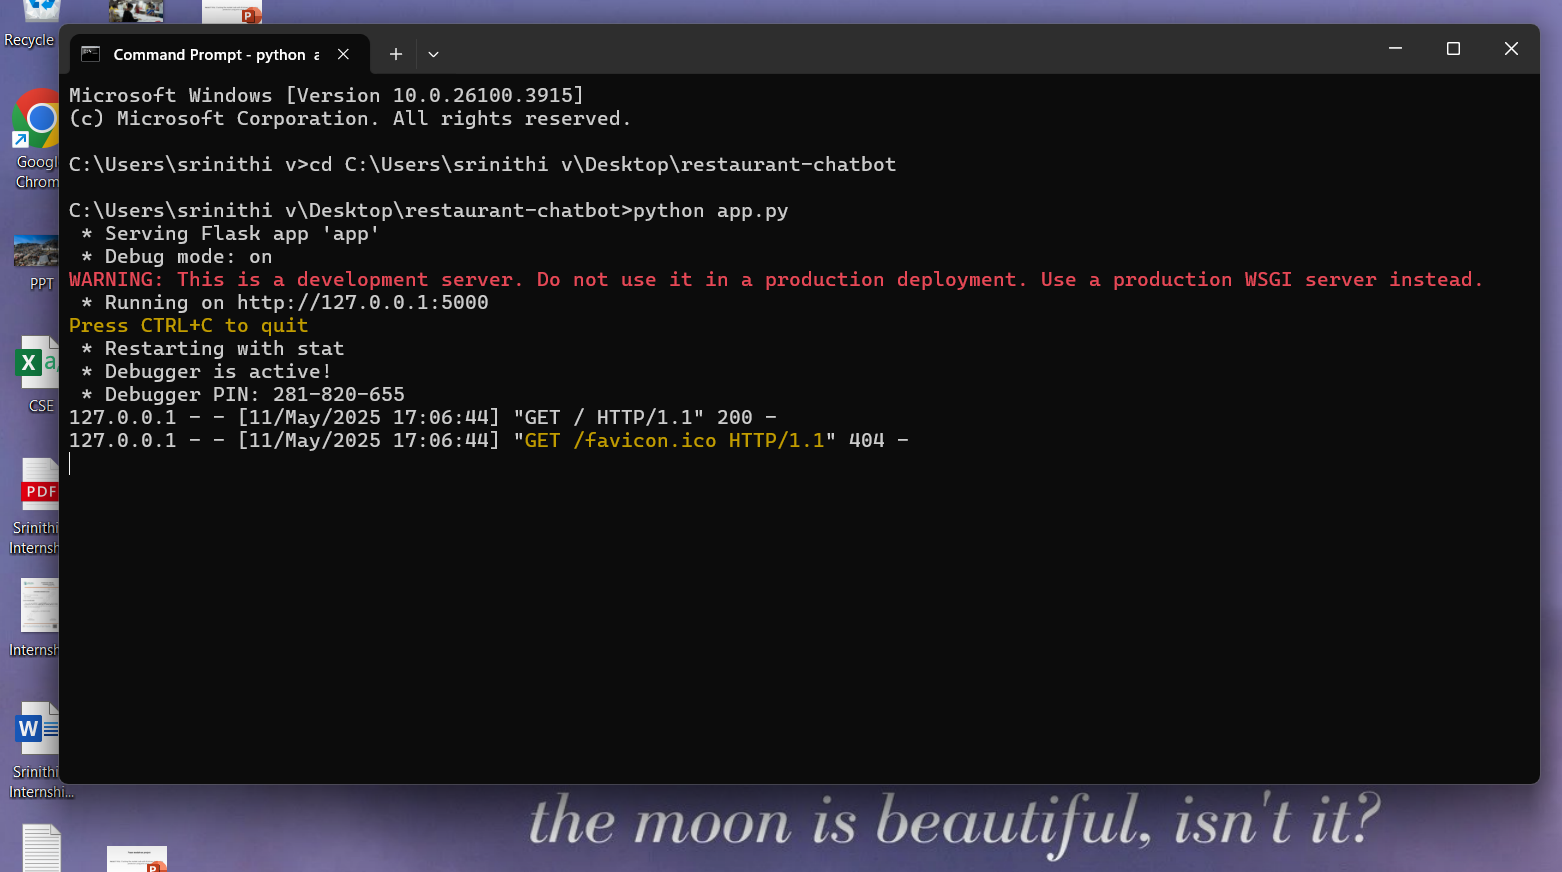 Recycle
Command Prompt - python a
Microsoft Windows [Version 10.0.26100.3915]
(c) Microsoft Corporation. All rights reserved.
C:\Users\srinithi v>cd C:\Users\srinithi v\Desktop\restaurant-chatbot
C:\Users\srinithi v\Desktop\restaurant-chatbot>python app.py
* Serving Flask app 'app'
* Debug mode: on
WARNING: This is a development server. Do not use it in a production deployment. Use a production WSGI server instead.
* Running on http://127.0.0.1:5000
Press CTRL+C to quit
* Restarting with stat
* Debugger is active!
* Debugger PIN: 281-820-655
127.0.0.1 - - [11/May/2025 17:06:44] "GET / HTTP/1.1" 200 -
127.0.0.1 - - [11/May/2025 17:06:44] "GET /favicon.ico HTTP/1.1" 404 -
Googl
Chrom
PPT
X a
CSE
PDF
Srinithi
Internsh
Internsh
W
Srinithi
Internshi...
P
P
the moon is beautiful, isn't it?